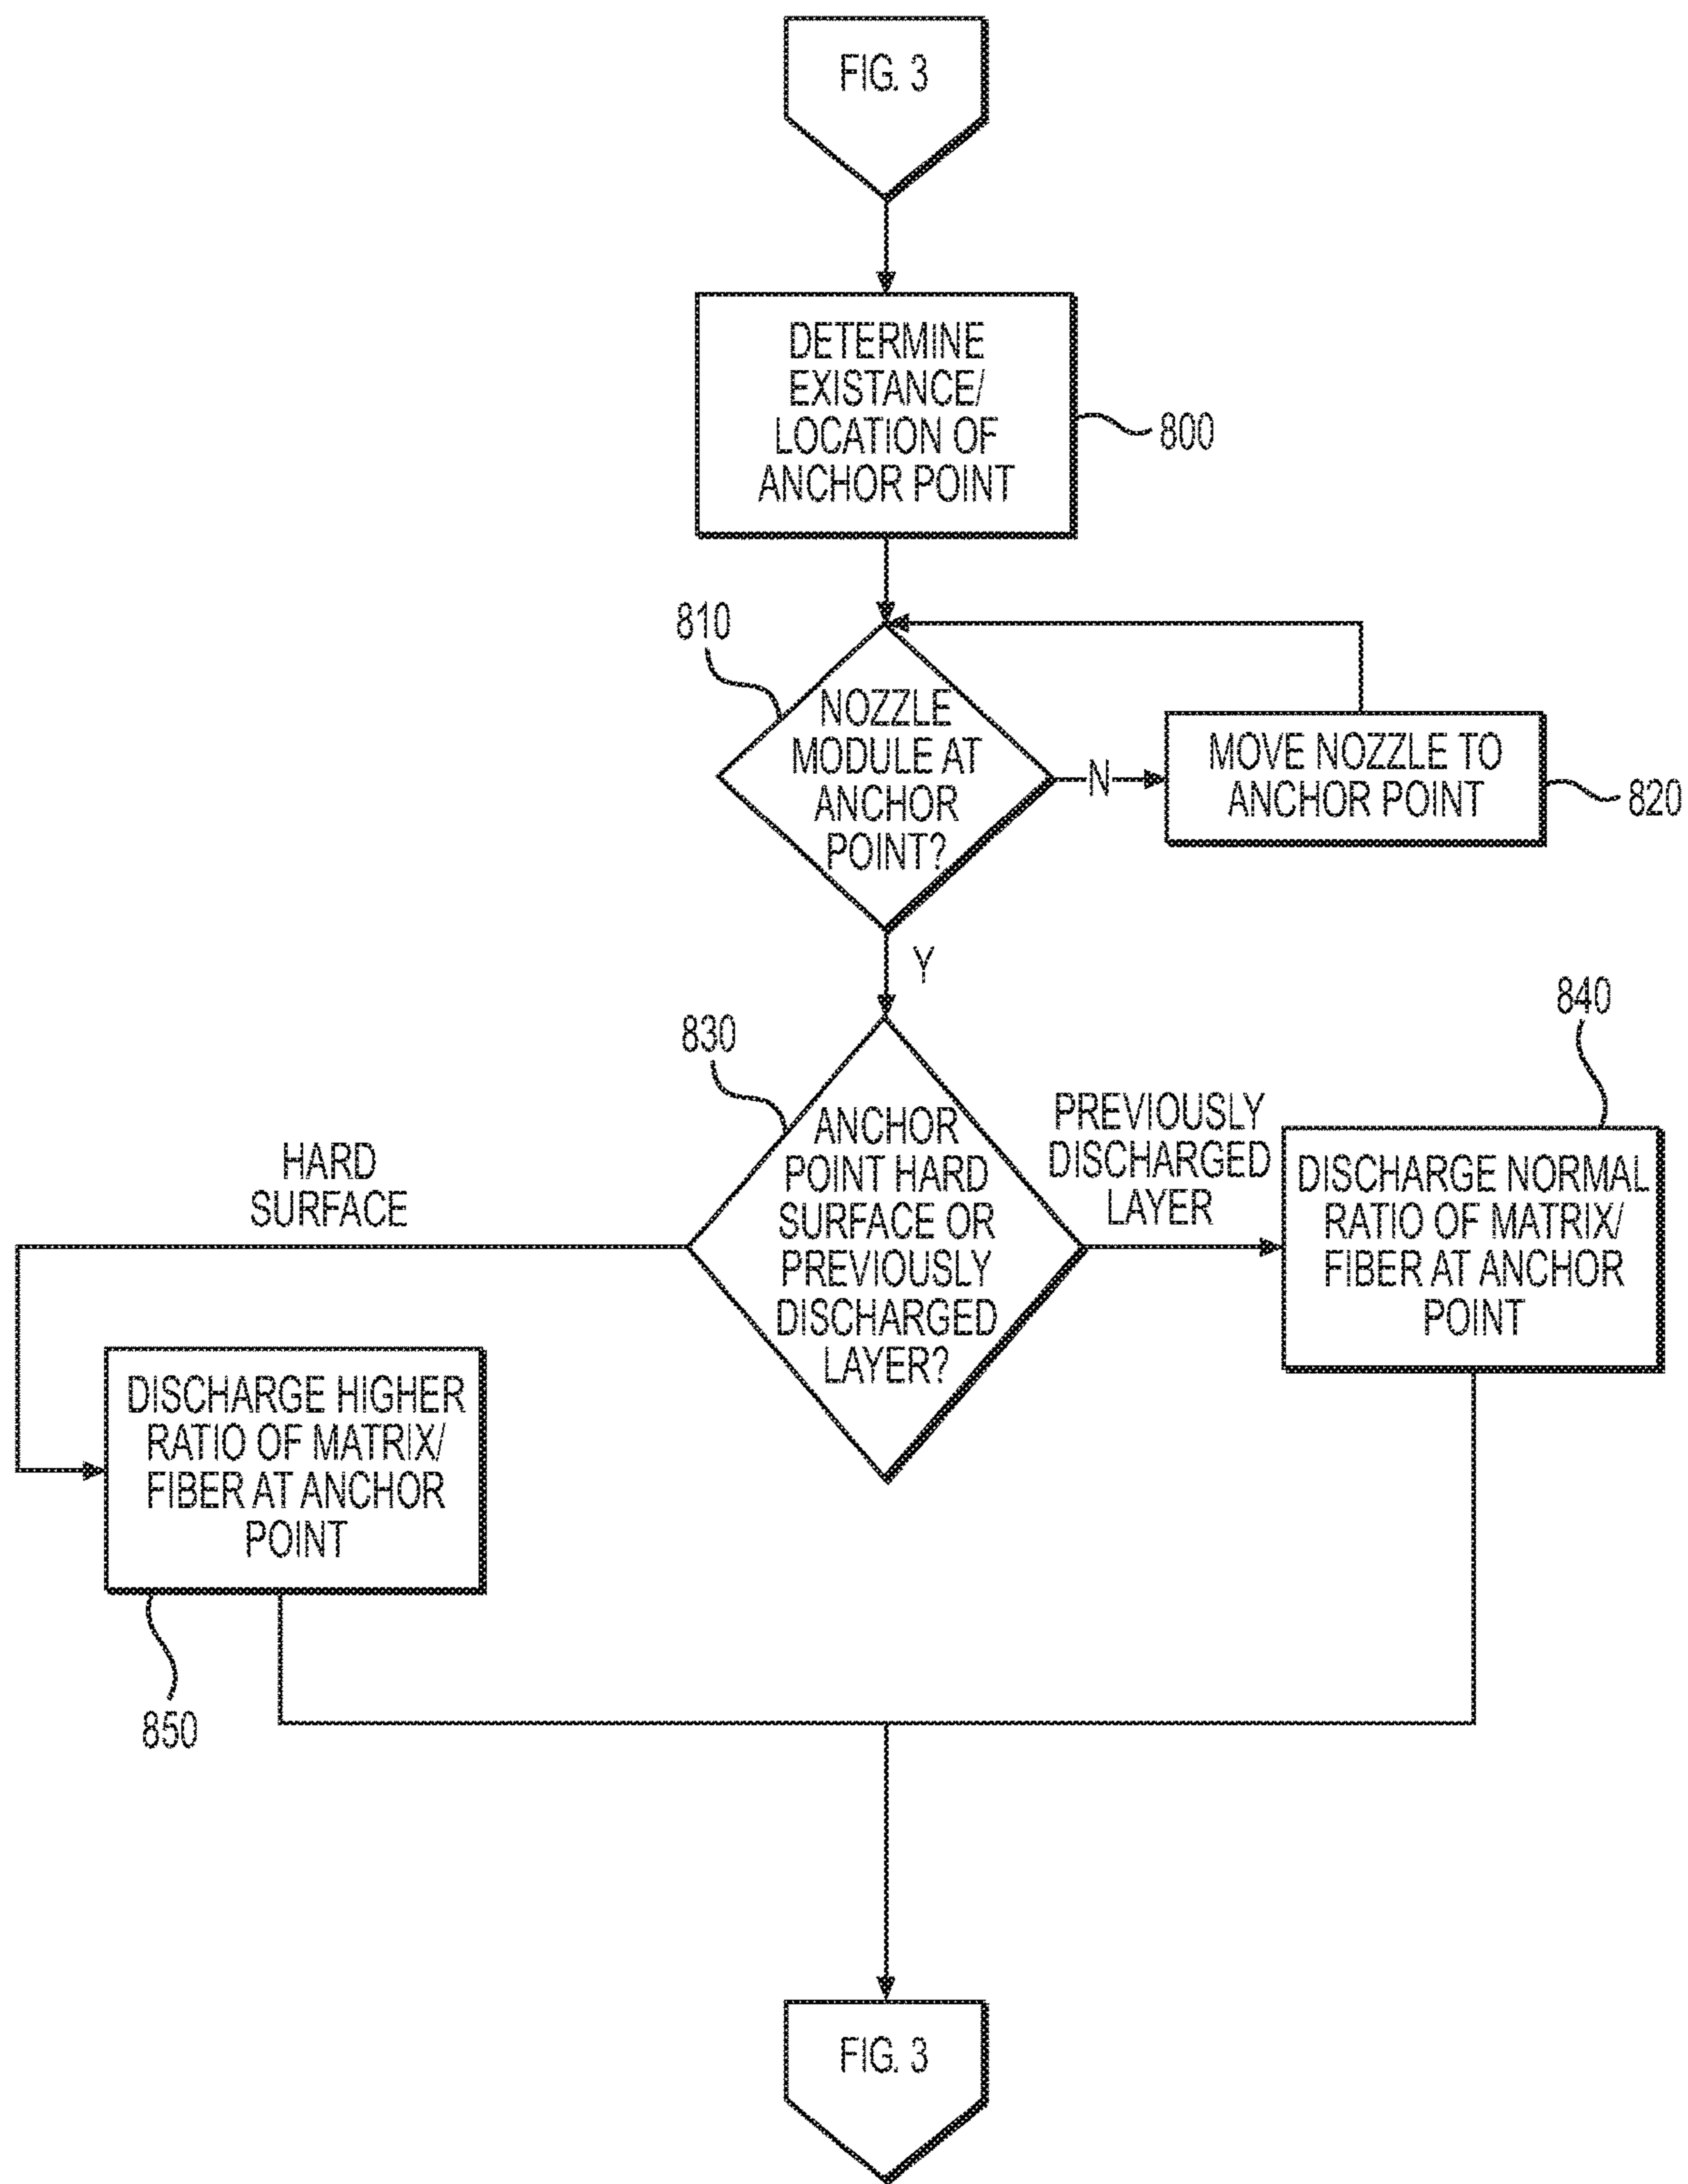 FIG. 3
DETERMINE
EXISTANCE/
LOCATION OF
ANCHOR POINT
800
810
NOZZLE
MODULE AT
ANCHOR
POINT?
N
MOVE NOZZLE TO
ANCHOR POINT
820
Y
830
ANCHOR
POINT HARD
SURFACE OR
PREVIOUSLY
DISCHARGED
LAYER?
HARD
SURFACE
PREVIOUSLY
DISCHARGED
LAYER
840
DISCHARGE NORMAL
RATIO OF MATRIX/
FIBER AT ANCHOR
POINT
DISCHARGE HIGHER
RATIO OF MATRIX/
FIBER AT ANCHOR
POINT
850
FIG. 3